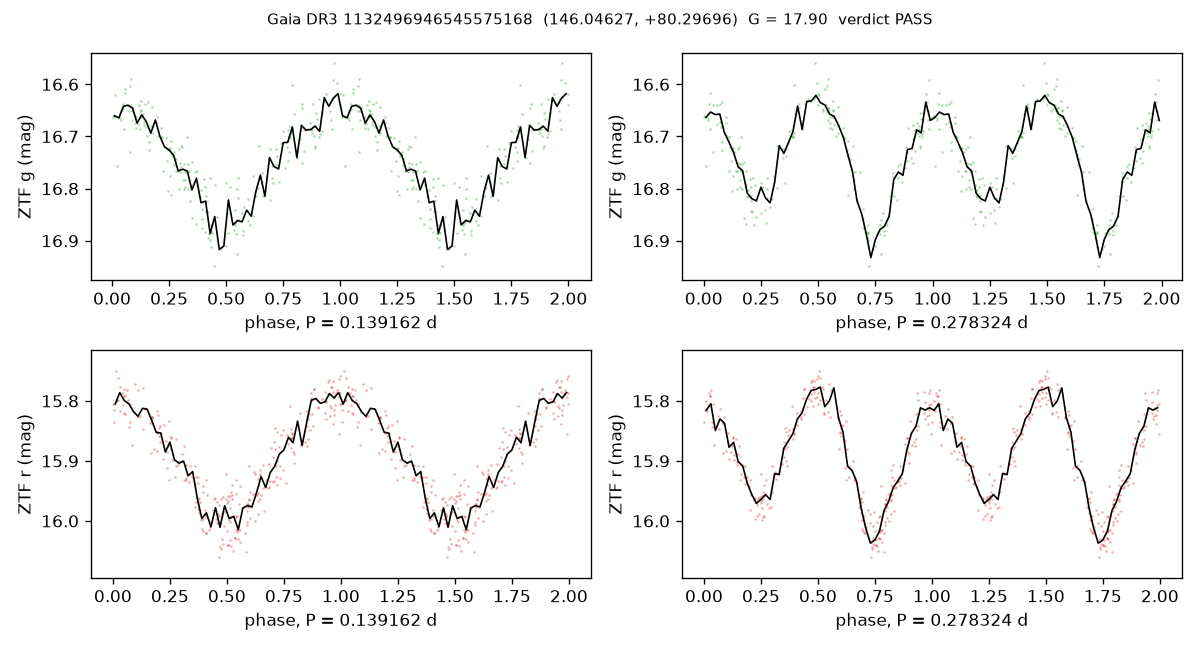 Gaia DR3 1132496946545575168  (146.04627, +80.29696)  G = 17.90  verdict PASS
ZTF g (mag)
16.6
16.7
16.8
16.9
0.00 0.25 0.50 0.75 1.00 1.25 1.50 1.75 2.00
phase, P = 0.139162 d
ZTF g (mag)
16.6
16.7
16.8
16.9
0.00 0.25 0.50 0.75 1.00 1.25 1.50 1.75 2.00
phase, P = 0.278324 d
ZTF r (mag)
15.8
15.9
16.0
0.00 0.25 0.50 0.75 1.00 1.25 1.50 1.75 2.00
phase, P = 0.139162 d
ZTF r (mag)
15.8
15.9
16.0
0.00 0.25 0.50 0.75 1.00 1.25 1.50 1.75 2.00
phase, P = 0.278324 d